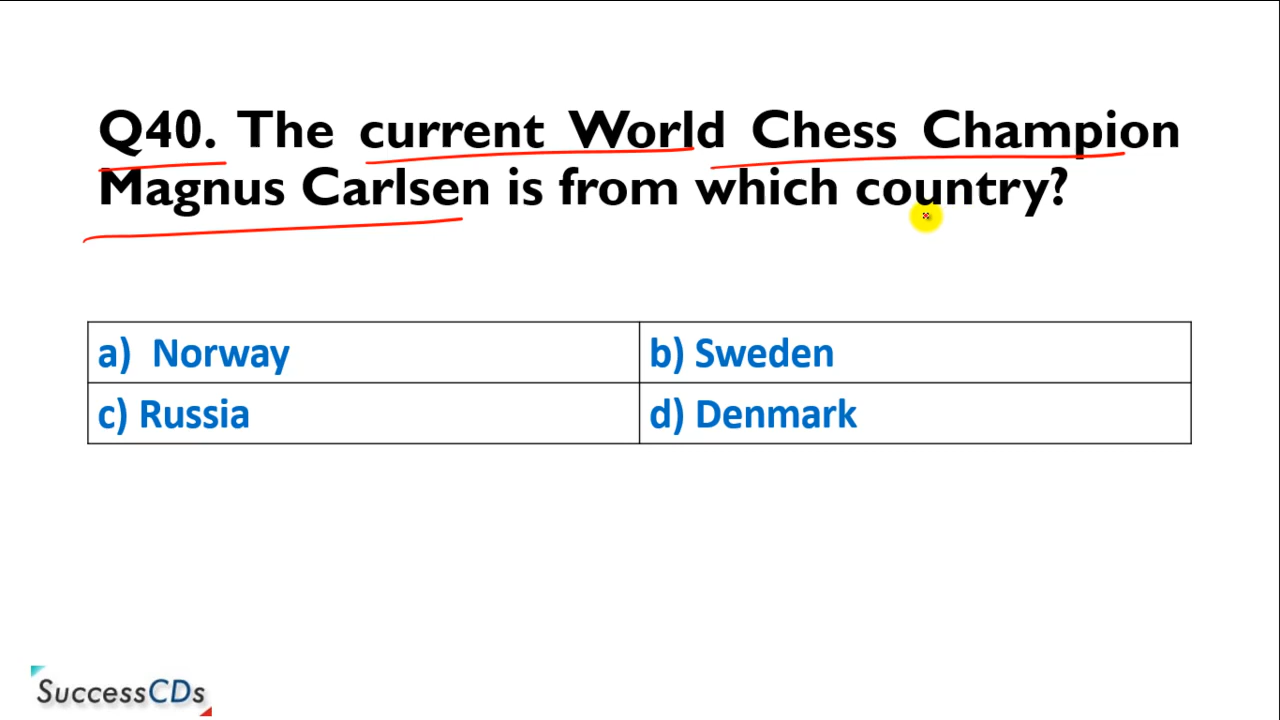 Q40. The current World Chess Champion
Magnus Carlsen is from which country?
a) Norway
b) Sweden
c) Russia
d) Denmark
SuccessCDs